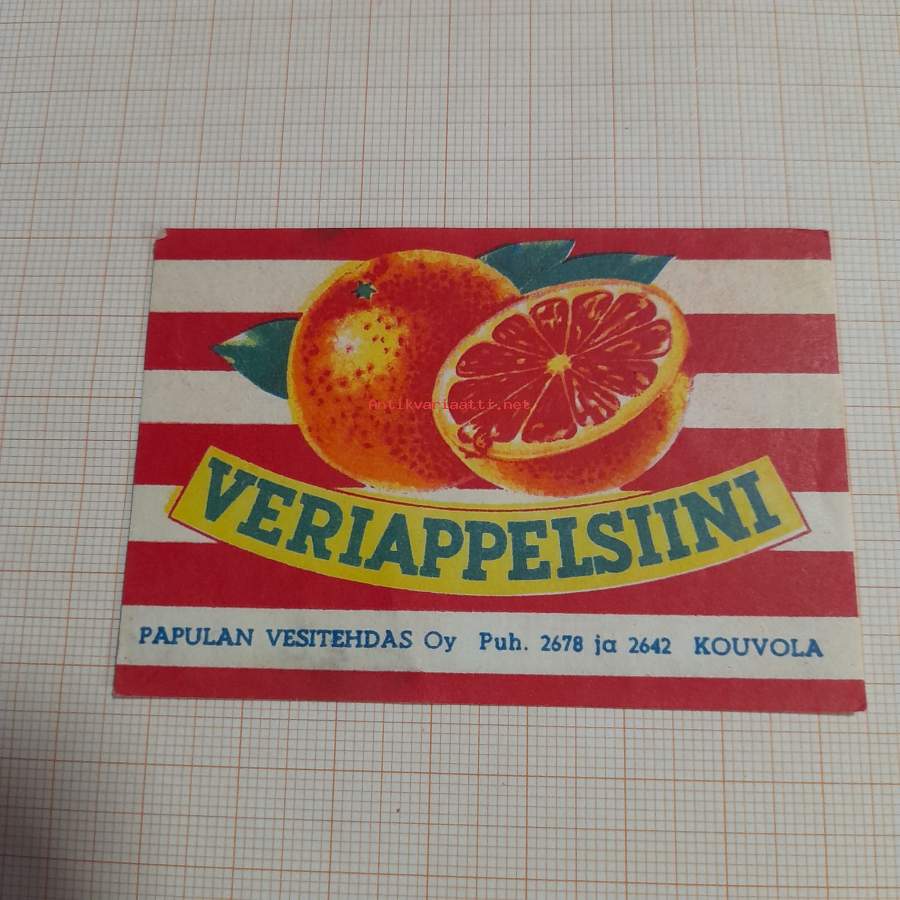 Antikvariaatti.net
VERIAPPELSIINI
PAPULAN VESITEHDAS Oy Puh. 2678 ja 2642 KOUVOLA